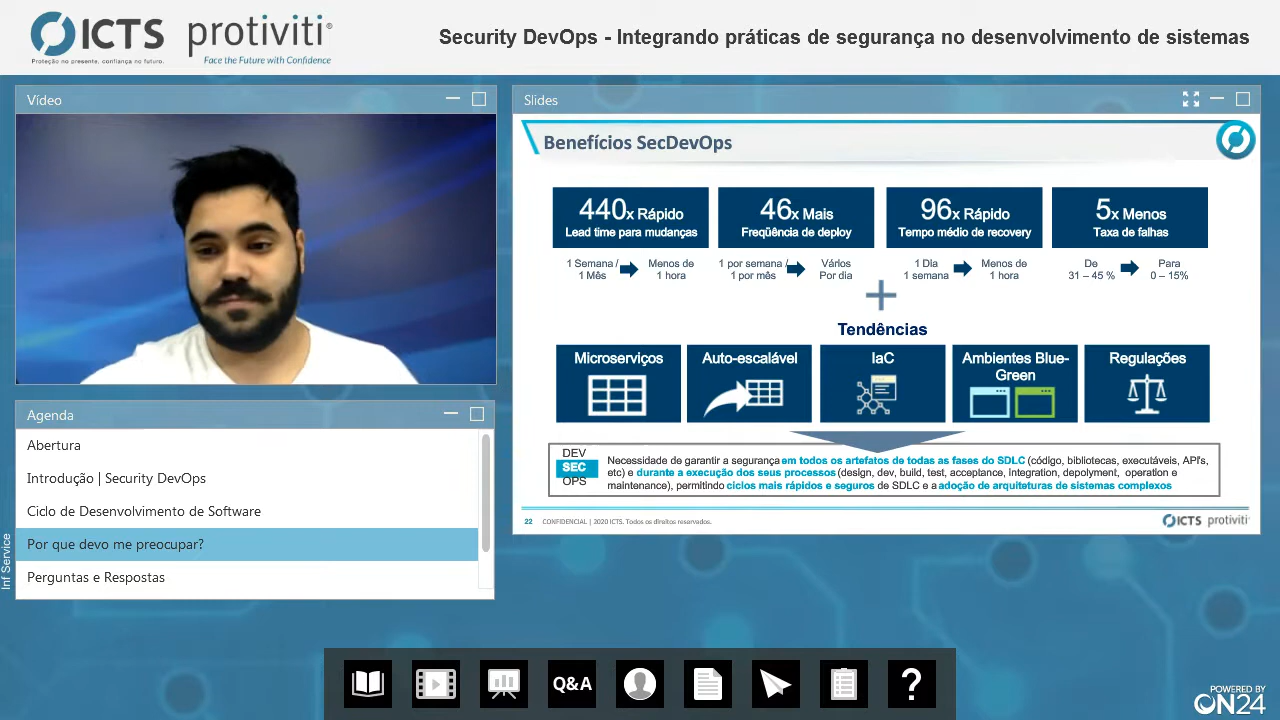 ICTS
Proteção no presente, confiança no futuro.
protiviti®
Face the Future with Confidence
Security DevOps - Integrando práticas de segurança no desenvolvimento de sistemas
Vídeo
Slides
Benefícios SecDevOps
440x Rápido
Lead time para mudanças
46x Mais
Freqüência de deploy
96x Rápido
Tempo médio de recovery
5x Menos
Taxa de falhas
1 Semana /
1 Mês
Menos de
1 hora
1 por semana /
1 por mês
Vários
Por dia
1 Dia
1 semana
Menos de
1 hora
De
31 – 45 %
Para
0 – 15%
Tendências
Microserviços
Auto-escalável
IaC
Ambientes Blue-
Green
Regulações
DEV
SEC
OPS
Necessidade de garantir a segurança em todos os artefatos de todas as fases do SDLC (código, bibliotecas, executáveis, API's,
etc) e durante a execução dos seus processos (design, dev, build, test, acceptance, integration, depolyment, operation e
maintenance), permitindo ciclos mais rápidos e seguros de SDLC e a adoção de arquiteturas de sistemas complexos
22 CONFIDENCIAL | 2020 ICTS. Todos os direitos reservados.
ICTS protiviti
Agenda
Abertura
Introdução | Security DevOps
Ciclo de Desenvolvimento de Software
Por que devo me preocupar?
Perguntas e Respostas
Inf Service
Q&A
?
POWERED BY
ON24